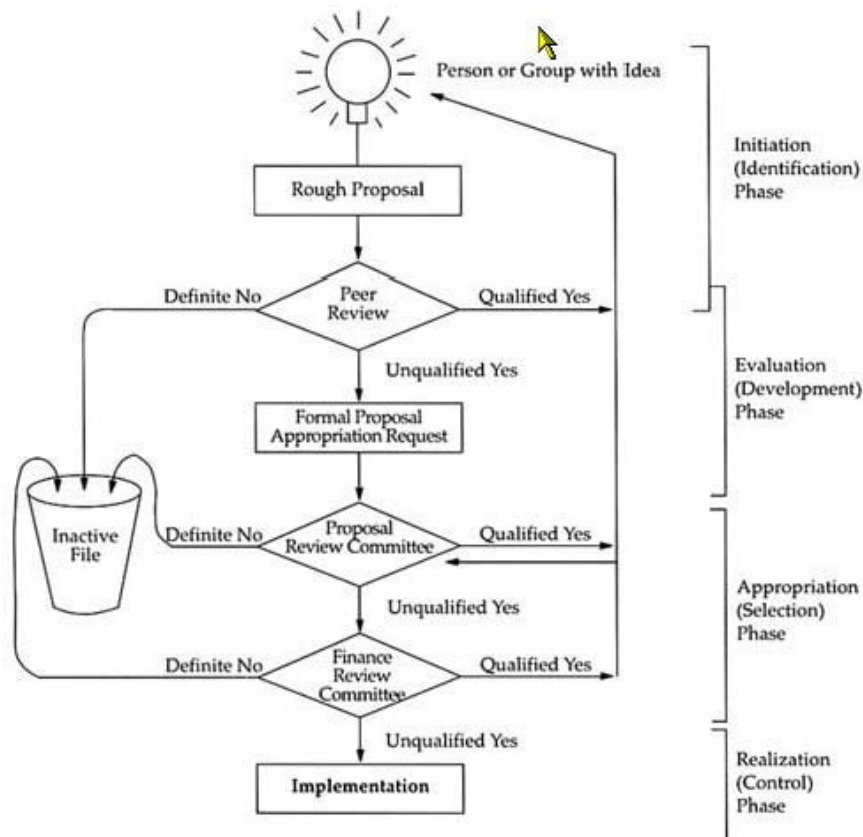 Person or Group with Idea
Initiation
(Identification)
Phase
Rough Proposal
Definite No
Peer
Review
Qualified Yes
Unqualified Yes
Evaluation
(Development)
Phase
Formal Proposal
Appropriation Request
Inactive
File
Definite No
Proposal
Review Committee
Qualified Yes
Unqualified Yes
Appropriation
(Selection)
Phase
Definite No
Finance
Review
Committee
Qualified Yes
Unqualified Yes
Implementation
Realization
(Control)
Phase